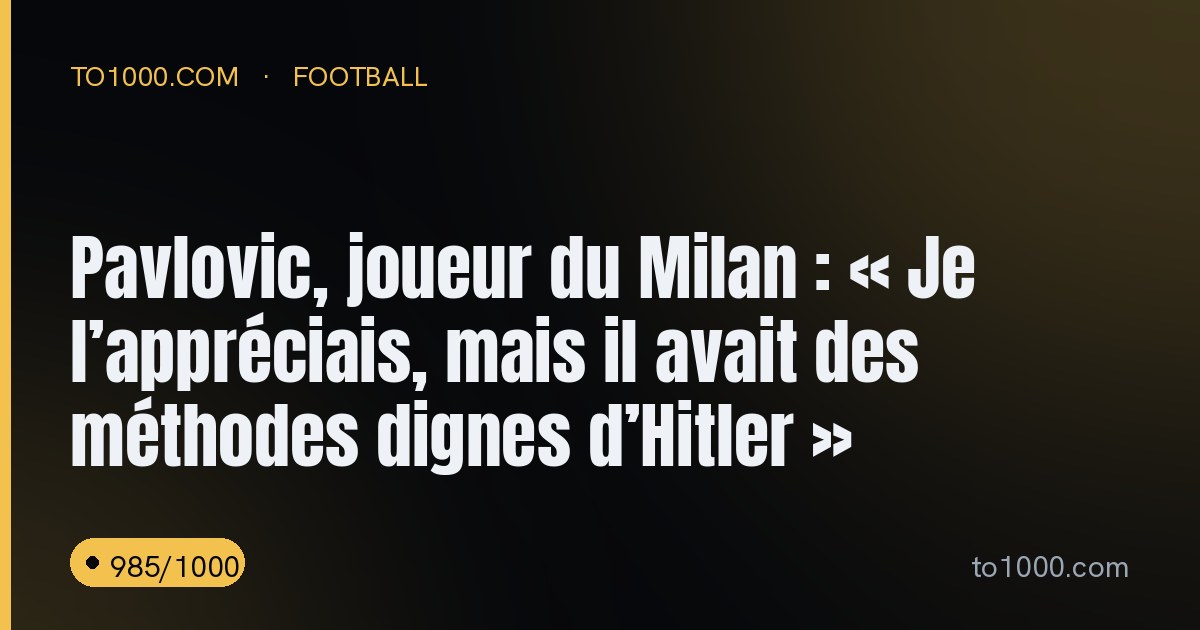 TO1000.COM · FOOTBALL
Pavlovic, joueur du Milan : « Je
l’appréciais, mais il avait des
méthodes dignes d’Hitler »
985/1000
to1000.com